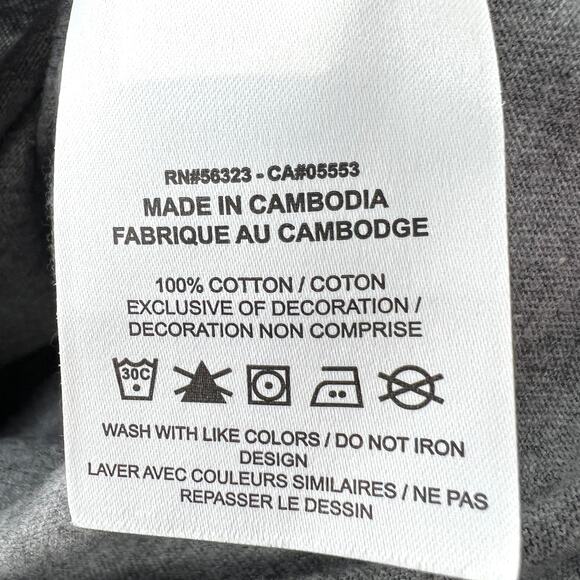 RN#56323 - CA#05553
MADE IN CAMBODIA
FABRIQUE AU CAMBODGE
100% COTTON / COTON
EXCLUSIVE OF DECORATION /
DECORATION NON COMPRISE
30C
WASH WITH LIKE COLORS / DO NOT IRON
DESIGN
LAVER AVEC COULEURS SIMILAIRES / NE PAS
REPASSER LE DESSIN